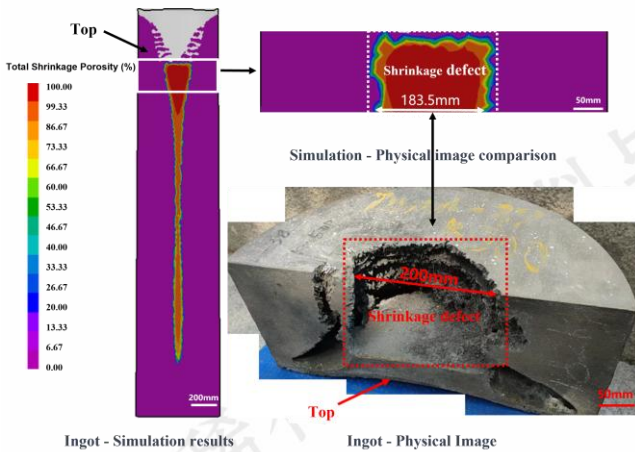 Top
Total Shrinkage Porosity (%)
100.00
99.33
86.67
73.33
66.67
60.00
53.33
46.67
40.00
33.33
26.67
20.00
13.33
6.67
0.00
200mm
Ingot - Simulation results
Shrinkage defect
183.5mm
50mm
Simulation - Physical image comparison
200mm
Shrinkage defect
50mm
Top
Ingot - Physical Image